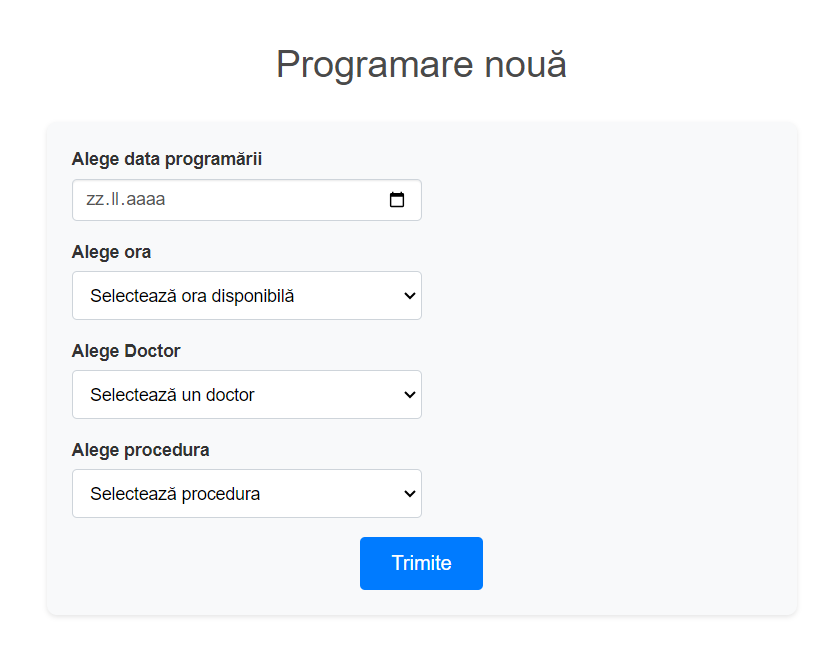 Programare nouă
Alege data programării
zz.ll.aaaa
Alege ora
Selectează ora disponibilă
Alege Doctor
Selectează un doctor
Alege procedura
Selectează procedura
Trimite